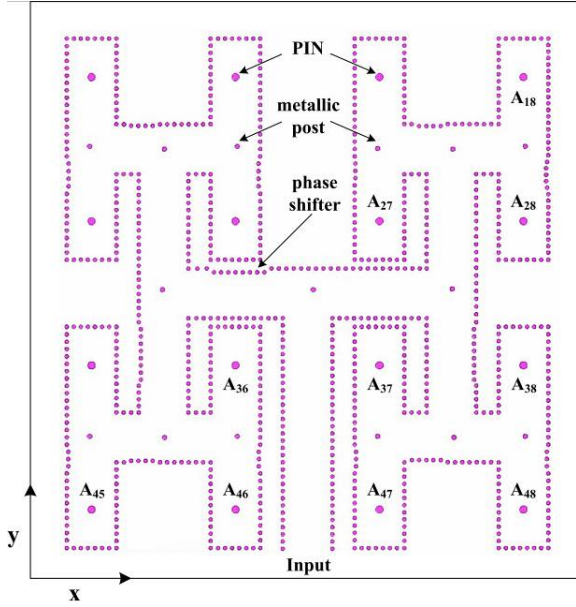 PIN
A18
metallic
post
phase
shifter
A27
A28
A36
A37
A38
A45
A46
A47
A48
y
Input
x